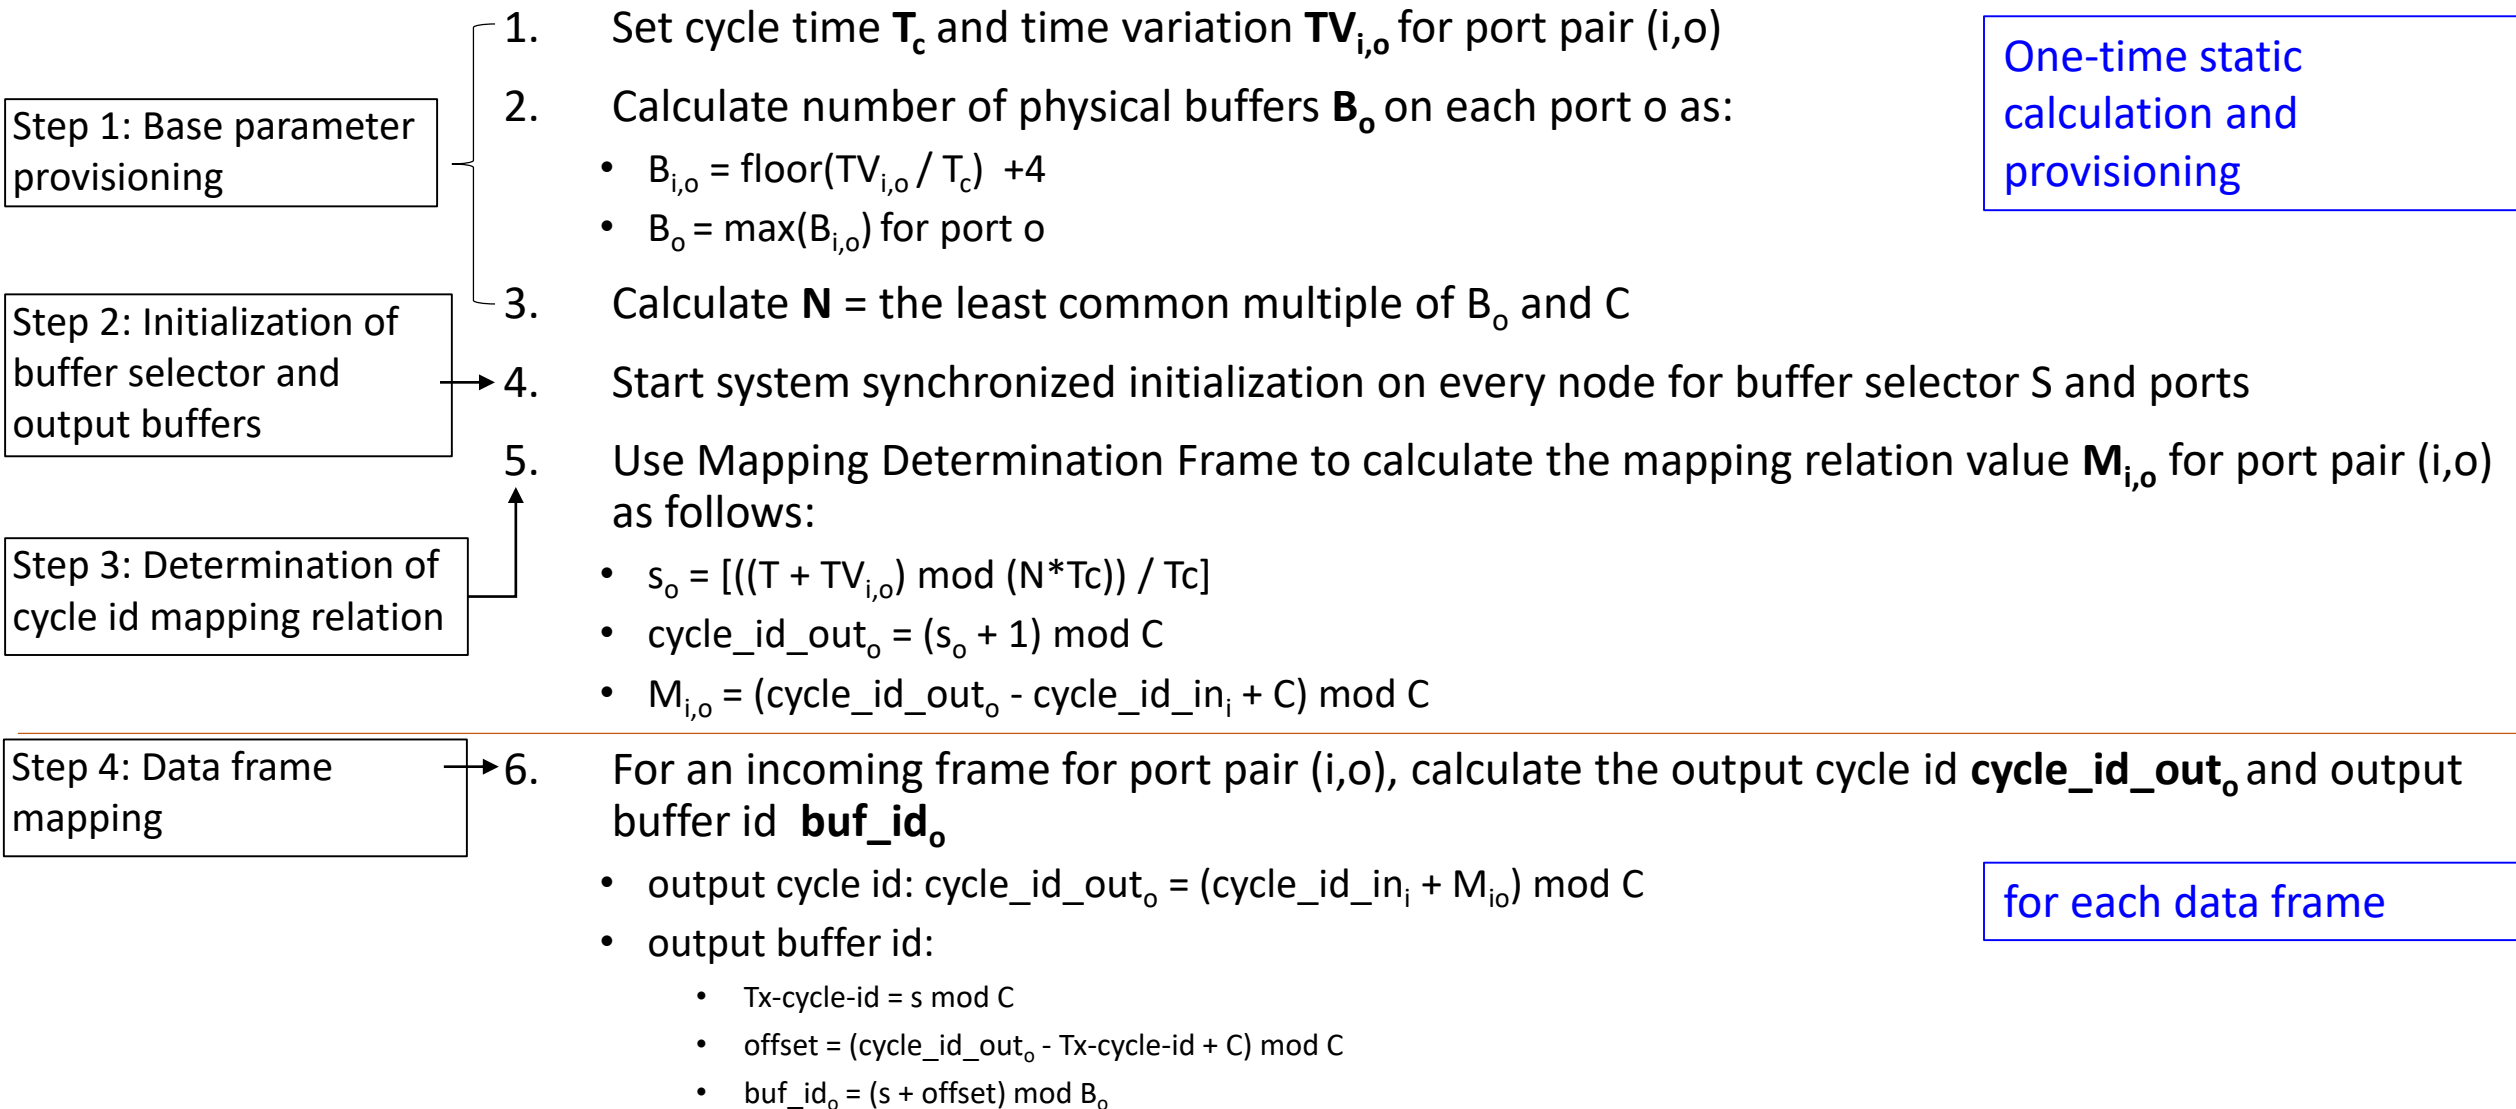 1. Set cycle time Tc and time variation TVi,o for port pair (i,o)
One-time static
calculation and
provisioning
Step 1: Base parameter
provisioning
2. Calculate number of physical buffers Bo on each port o as:
• Bi,o = floor(TVi,o / Tc) +4
• Bo = max(Bi,o) for port o
Step 2: Initialization of
buffer selector and
output buffers
3. Calculate N = the least common multiple of Bo and C
4. Start system synchronized initialization on every node for buffer selector S and ports
5. Use Mapping Determination Frame to calculate the mapping relation value Mi,o for port pair (i,o)
as follows:
Step 3: Determination of
cycle id mapping relation
• so = [((T + TVi,o) mod (N*Tc)) / Tc]
• cycle_id_outo = (so + 1) mod C
• Mi,o = (cycle_id_outo - cycle_id_ini + C) mod C
Step 4: Data frame
mapping
6. For an incoming frame for port pair (i,o), calculate the output cycle id cycle_id_outo and output
buffer id buf_ido
• output cycle id: cycle_id_outo = (cycle_id_ini + Mio) mod C
for each data frame
• output buffer id:
• Tx-cycle-id = s mod C
• offset = (cycle_id_outo - Tx-cycle-id + C) mod C
• buf_ido = (s + offset) mod Bo